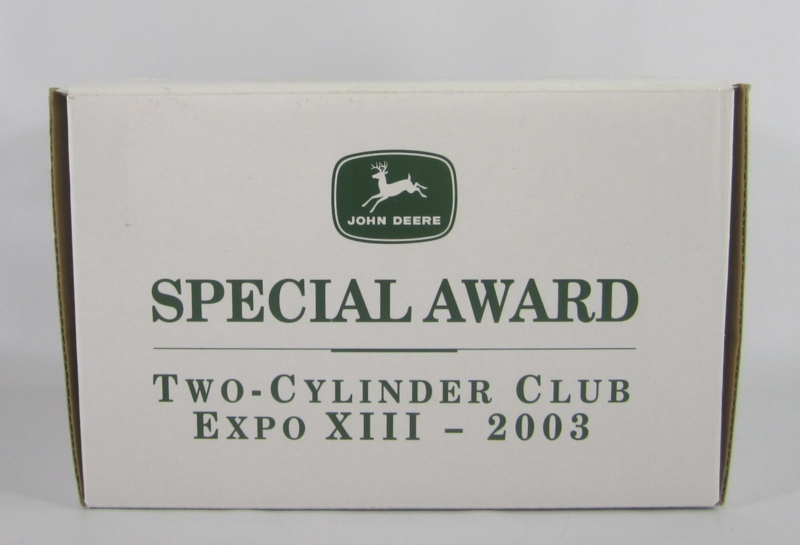 JOHN DEERE
SPECIAL AWARD
TWO-CYLINDER CLUB
EXPO XIII – 2003